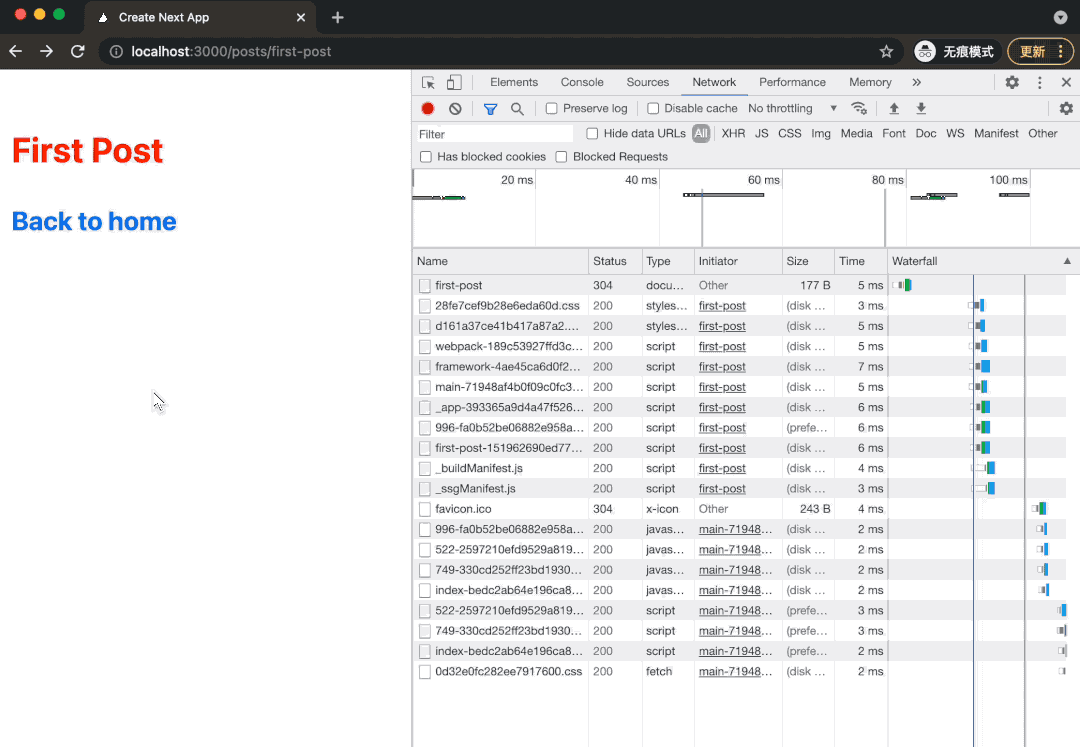 Create Next App
localhost:3000/posts/first-post
无痕模式
更新
First Post
Back to home
Elements Console Sources Network Performance Memory
Preserve log Disable cache No throttling
Filter Hide data URLs All XHR JS CSS Img Media Font Doc WS Manifest Other
Has blocked cookies Blocked Requests
20 ms 40 ms 60 ms 80 ms 100 ms
Name Status Type Initiator Size Time Waterfall
first-post 304 docu... Other 177 B 5 ms
28fe7cef9b28e6eda60d.css 200 styles... first-post (disk ... 3 ms
d161a37ce41b417a87a2.... 200 styles... first-post (disk ... 5 ms
webpack-189c53927ffd3c... 200 script first-post (disk ... 5 ms
framework-4ae45ca6d0f2... 200 script first-post (disk ... 7 ms
main-71948af4b0f09c0fc3... 200 script first-post (disk ... 5 ms
_app-393365a9d4a47f526... 200 script first-post (disk ... 6 ms
996-fa0b52be06882e958a... 200 script first-post (prefe... 6 ms
first-post-151962690ed77... 200 script first-post (disk ... 6 ms
_buildManifest.js 200 script first-post (disk ... 4 ms
_ssgManifest.js 200 script first-post (disk ... 3 ms
favicon.ico 304 x-icon Other 243 B 4 ms
996-fa0b52be06882e958a... 200 javas... main-71948... (disk ... 2 ms
522-2597210efd9529a819... 200 javas... main-71948... (disk ... 2 ms
749-330cd252ff23bd1930... 200 javas... main-71948... (disk ... 2 ms
index-bedc2ab64e196ca8... 200 javas... main-71948... (disk ... 2 ms
522-2597210efd9529a819... 200 script main-71948... (prefe... 3 ms
749-330cd252ff23bd1930... 200 script main-71948... (prefe... 3 ms
index-bedc2ab64e196ca8... 200 script main-71948... (prefe... 2 ms
0d32e0fc282ee7917600.css 200 fetch main-71948... (disk ... 2 ms